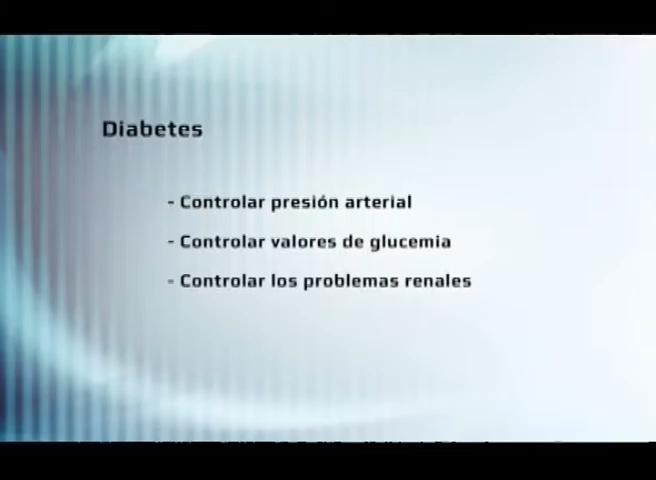 Diabetes
- Controlar presión arterial
- Controlar valores de glucemia
- Controlar los problemas renales